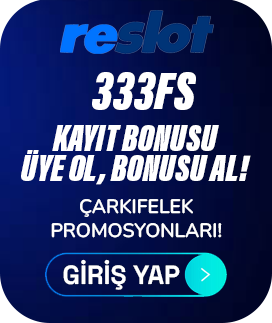 reslot
333FS
KAYIT BONUSU
ÜYE OL, BONUSU AL!
ÇARKIFELEK
PROMOSYONLARI!
GİRİŞ YAP